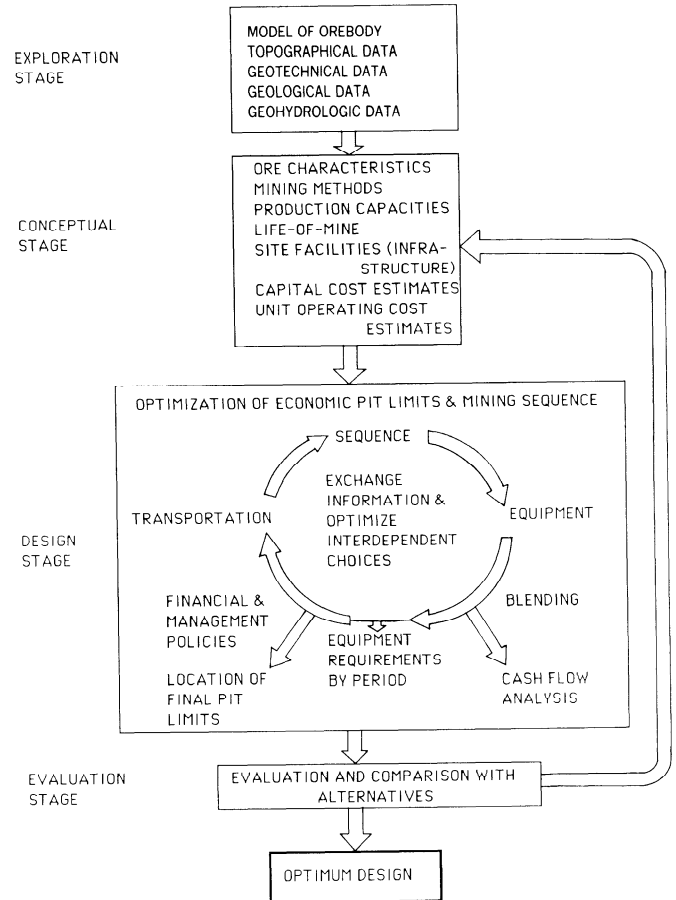 EXPLORATION
STAGE
MODEL OF OREBODY
TOPOGRAPHICAL DATA
GEOTECHNICAL DATA
GEOLOGICAL DATA
GEOHYDROLOGIC DATA
CONCEPTUAL
STAGE
ORE CHARACTERISTICS
MINING METHODS
PRODUCTION CAPACITIES
LIFE-OF-MINE
SITE FACILITIES (INFRA-
STRUCTURE)
CAPITAL COST ESTIMATES
UNIT OPERATING COST
ESTIMATES
DESIGN
STAGE
OPTIMIZATION OF ECONOMIC PIT LIMITS & MINING SEQUENCE
SEQUENCE
EXCHANGE
INFORMATION &
OPTIMIZE
INTERDEPENDENT
CHOICES
TRANSPORTATION
EQUIPMENT
FINANCIAL &
MANAGEMENT
POLICIES
BLENDING
EQUIPMENT
REQUIREMENTS
BY PERIOD
LOCATION OF
FINAL PIT
LIMITS
CASH FLOW
ANALYSIS
EVALUATION
STAGE
EVALUATION AND COMPARISON WITH
ALTERNATIVES
OPTIMUM DESIGN